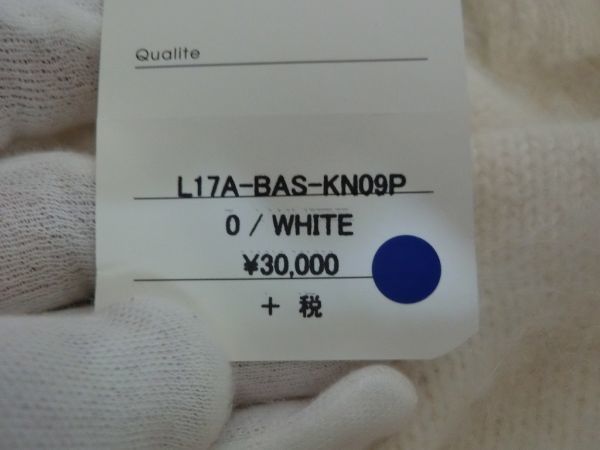 Qualite
L17A-BAS-KN09P
0 / WHITE
¥30,000
+ 税